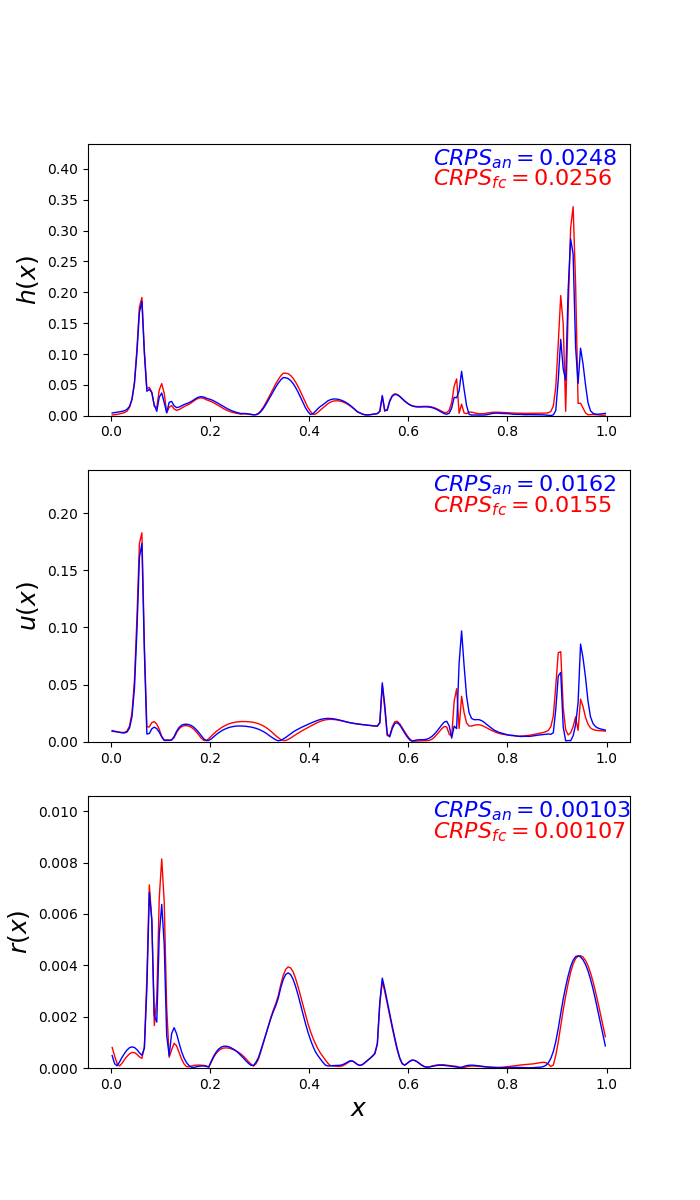 CRPS_an = 0.0248
CRPS_fc = 0.0256
0.40
0.35
0.30
0.25
0.20
0.15
0.10
0.05
0.00
h(x)
0.0 0.2 0.4 0.6 0.8 1.0
CRPS_an = 0.0162
CRPS_fc = 0.0155
0.20
0.15
0.10
0.05
0.00
u(x)
0.0 0.2 0.4 0.6 0.8 1.0
CRPS_an = 0.00103
CRPS_fc = 0.00107
0.010
0.008
0.006
0.004
0.002
0.000
r(x)
0.0 0.2 0.4 0.6 0.8 1.0
x